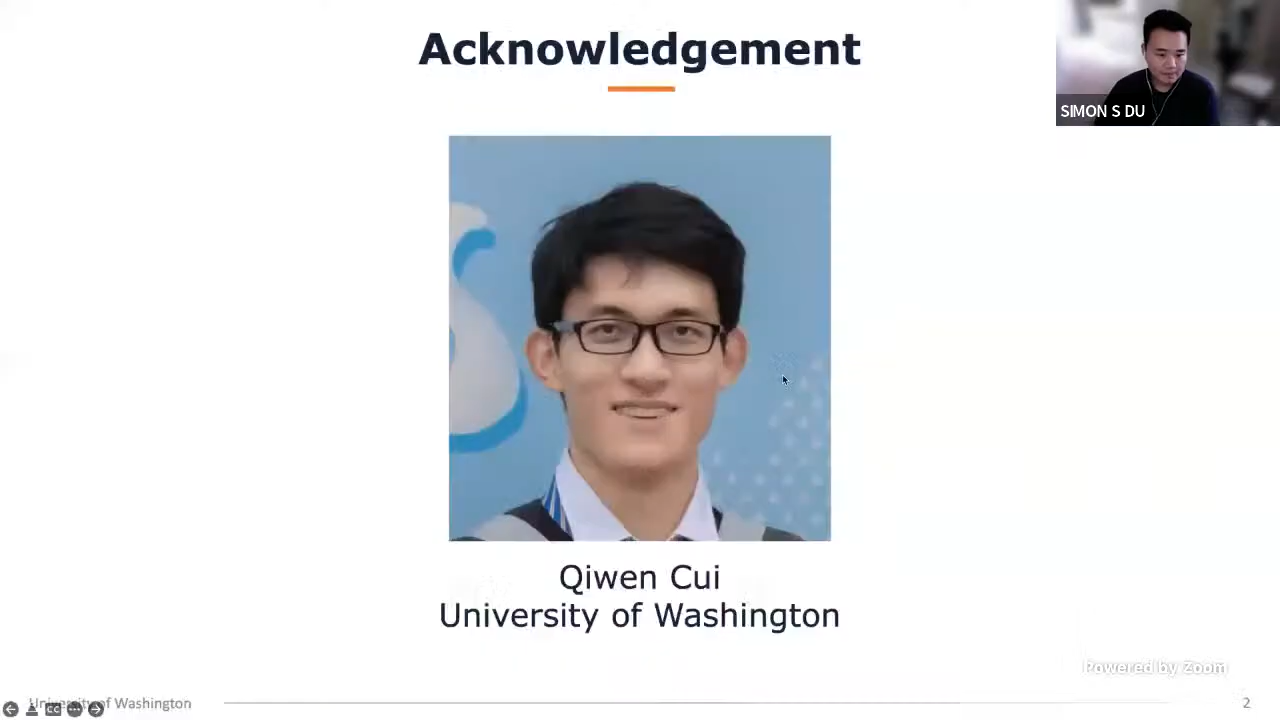 Acknowledgement
SIMON S DU
Qiwen Cui
University of Washington
Powered by Zoom
University of Washington
2